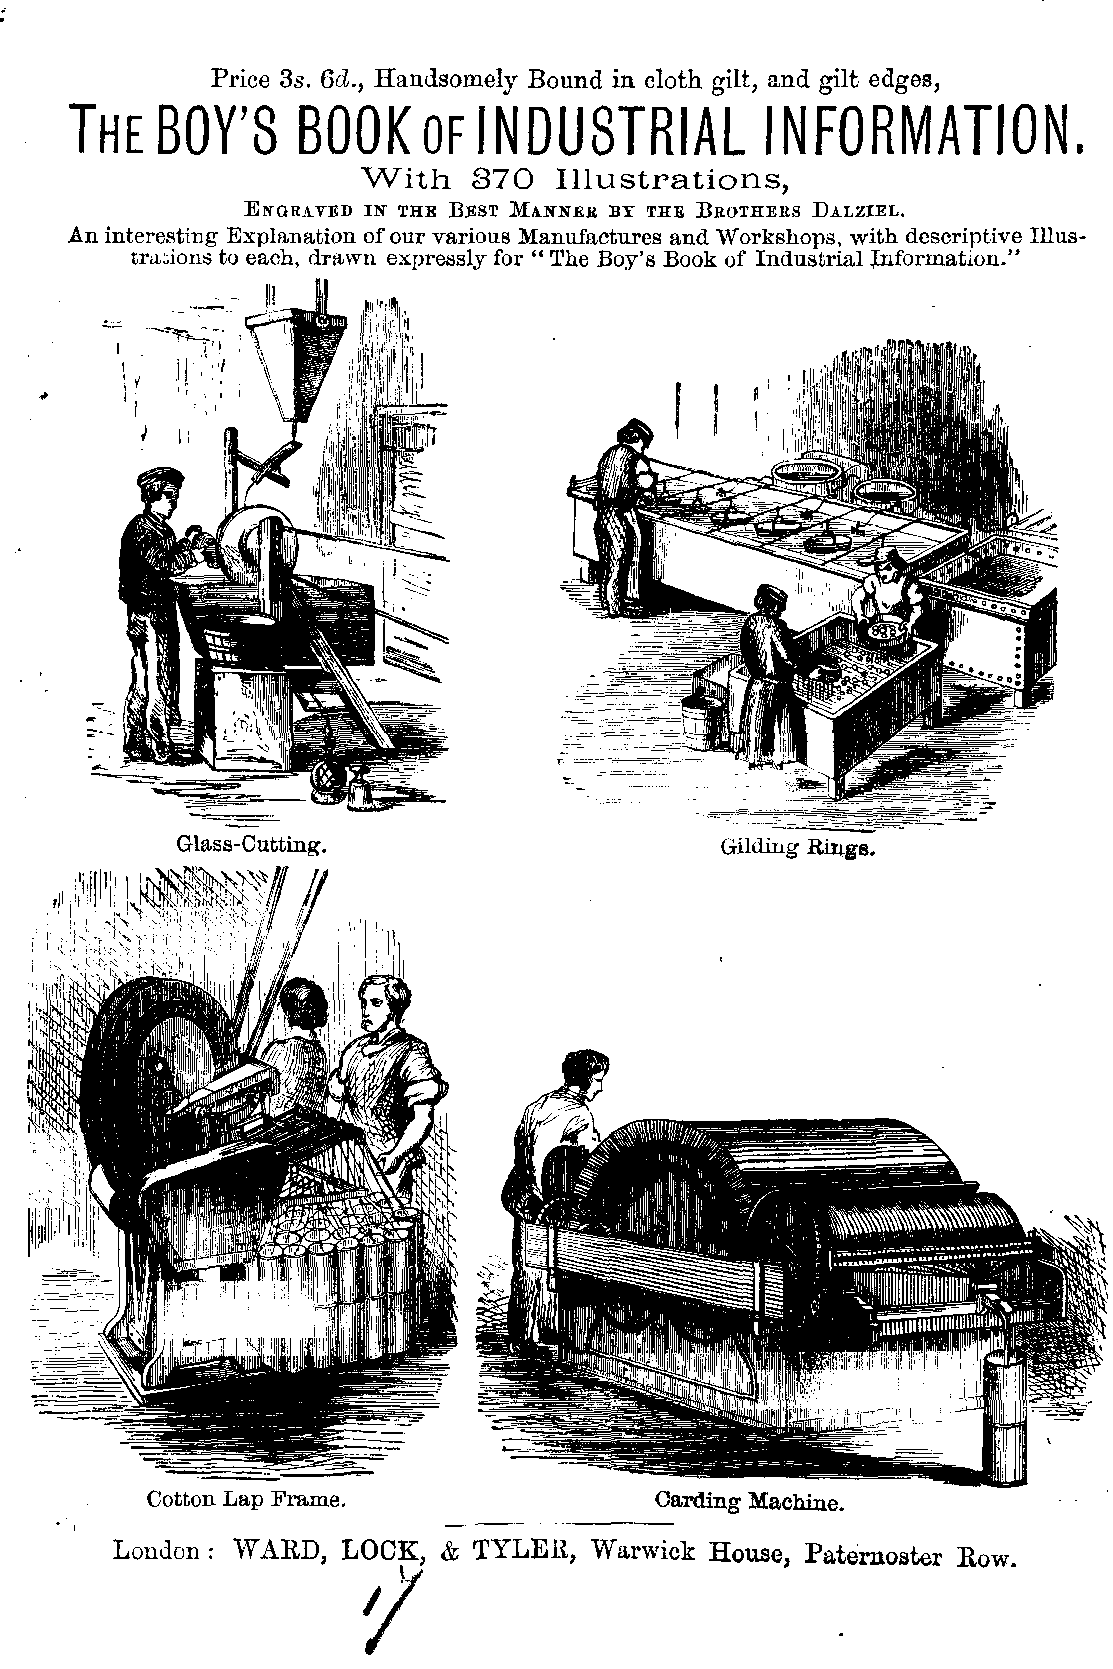 Price 3s. 6d., Handsomely Bound in cloth gilt, and gilt edges,
THE BOY'S BOOK OF INDUSTRIAL INFORMATION.
With 370 Illustrations,
ENGRAVED IN THE BEST MANNER BY THE BROTHERS DALZIEL.
An interesting Explanation of our various Manufactures and Workshops, with descriptive Illus-
trations to each, drawn expressly for "The Boy's Book of Industrial Information."
Glass-Cutting.
Gilding Rings.
Cotton Lap Frame.
Carding Machine.
London: WARD, LOCK, & TYLER, Warwick House, Paternoster Row.